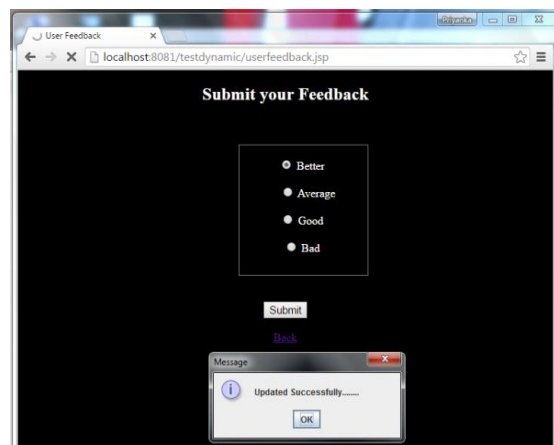 Priyanka
User Feedback
localhost:8081/testdynamic/userfeedback.jsp
Submit your Feedback
Better
Average
Good
Bad
Submit
Back
Message
Updated Successfully.......
OK